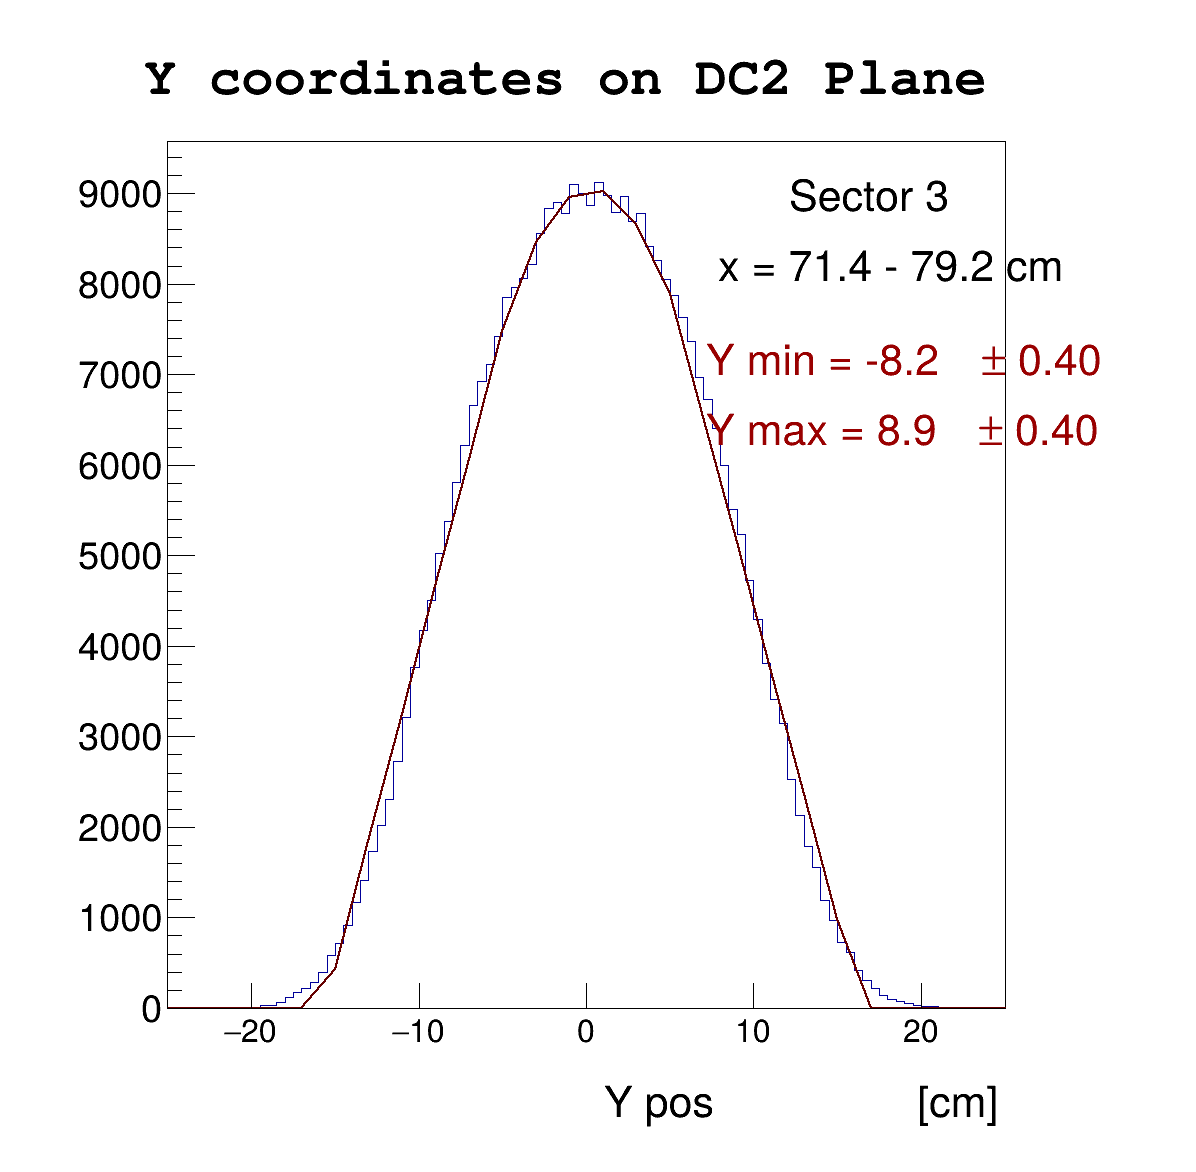 Y coordinates on DC2 Plane
Sector 3
x = 71.4 - 79.2 cm
Y min = -8.2 ± 0.40
Y max = 8.9 ± 0.40
9000
8000
7000
6000
5000
4000
3000
2000
1000
0
−20 −10 0 10 20
Y pos [cm]